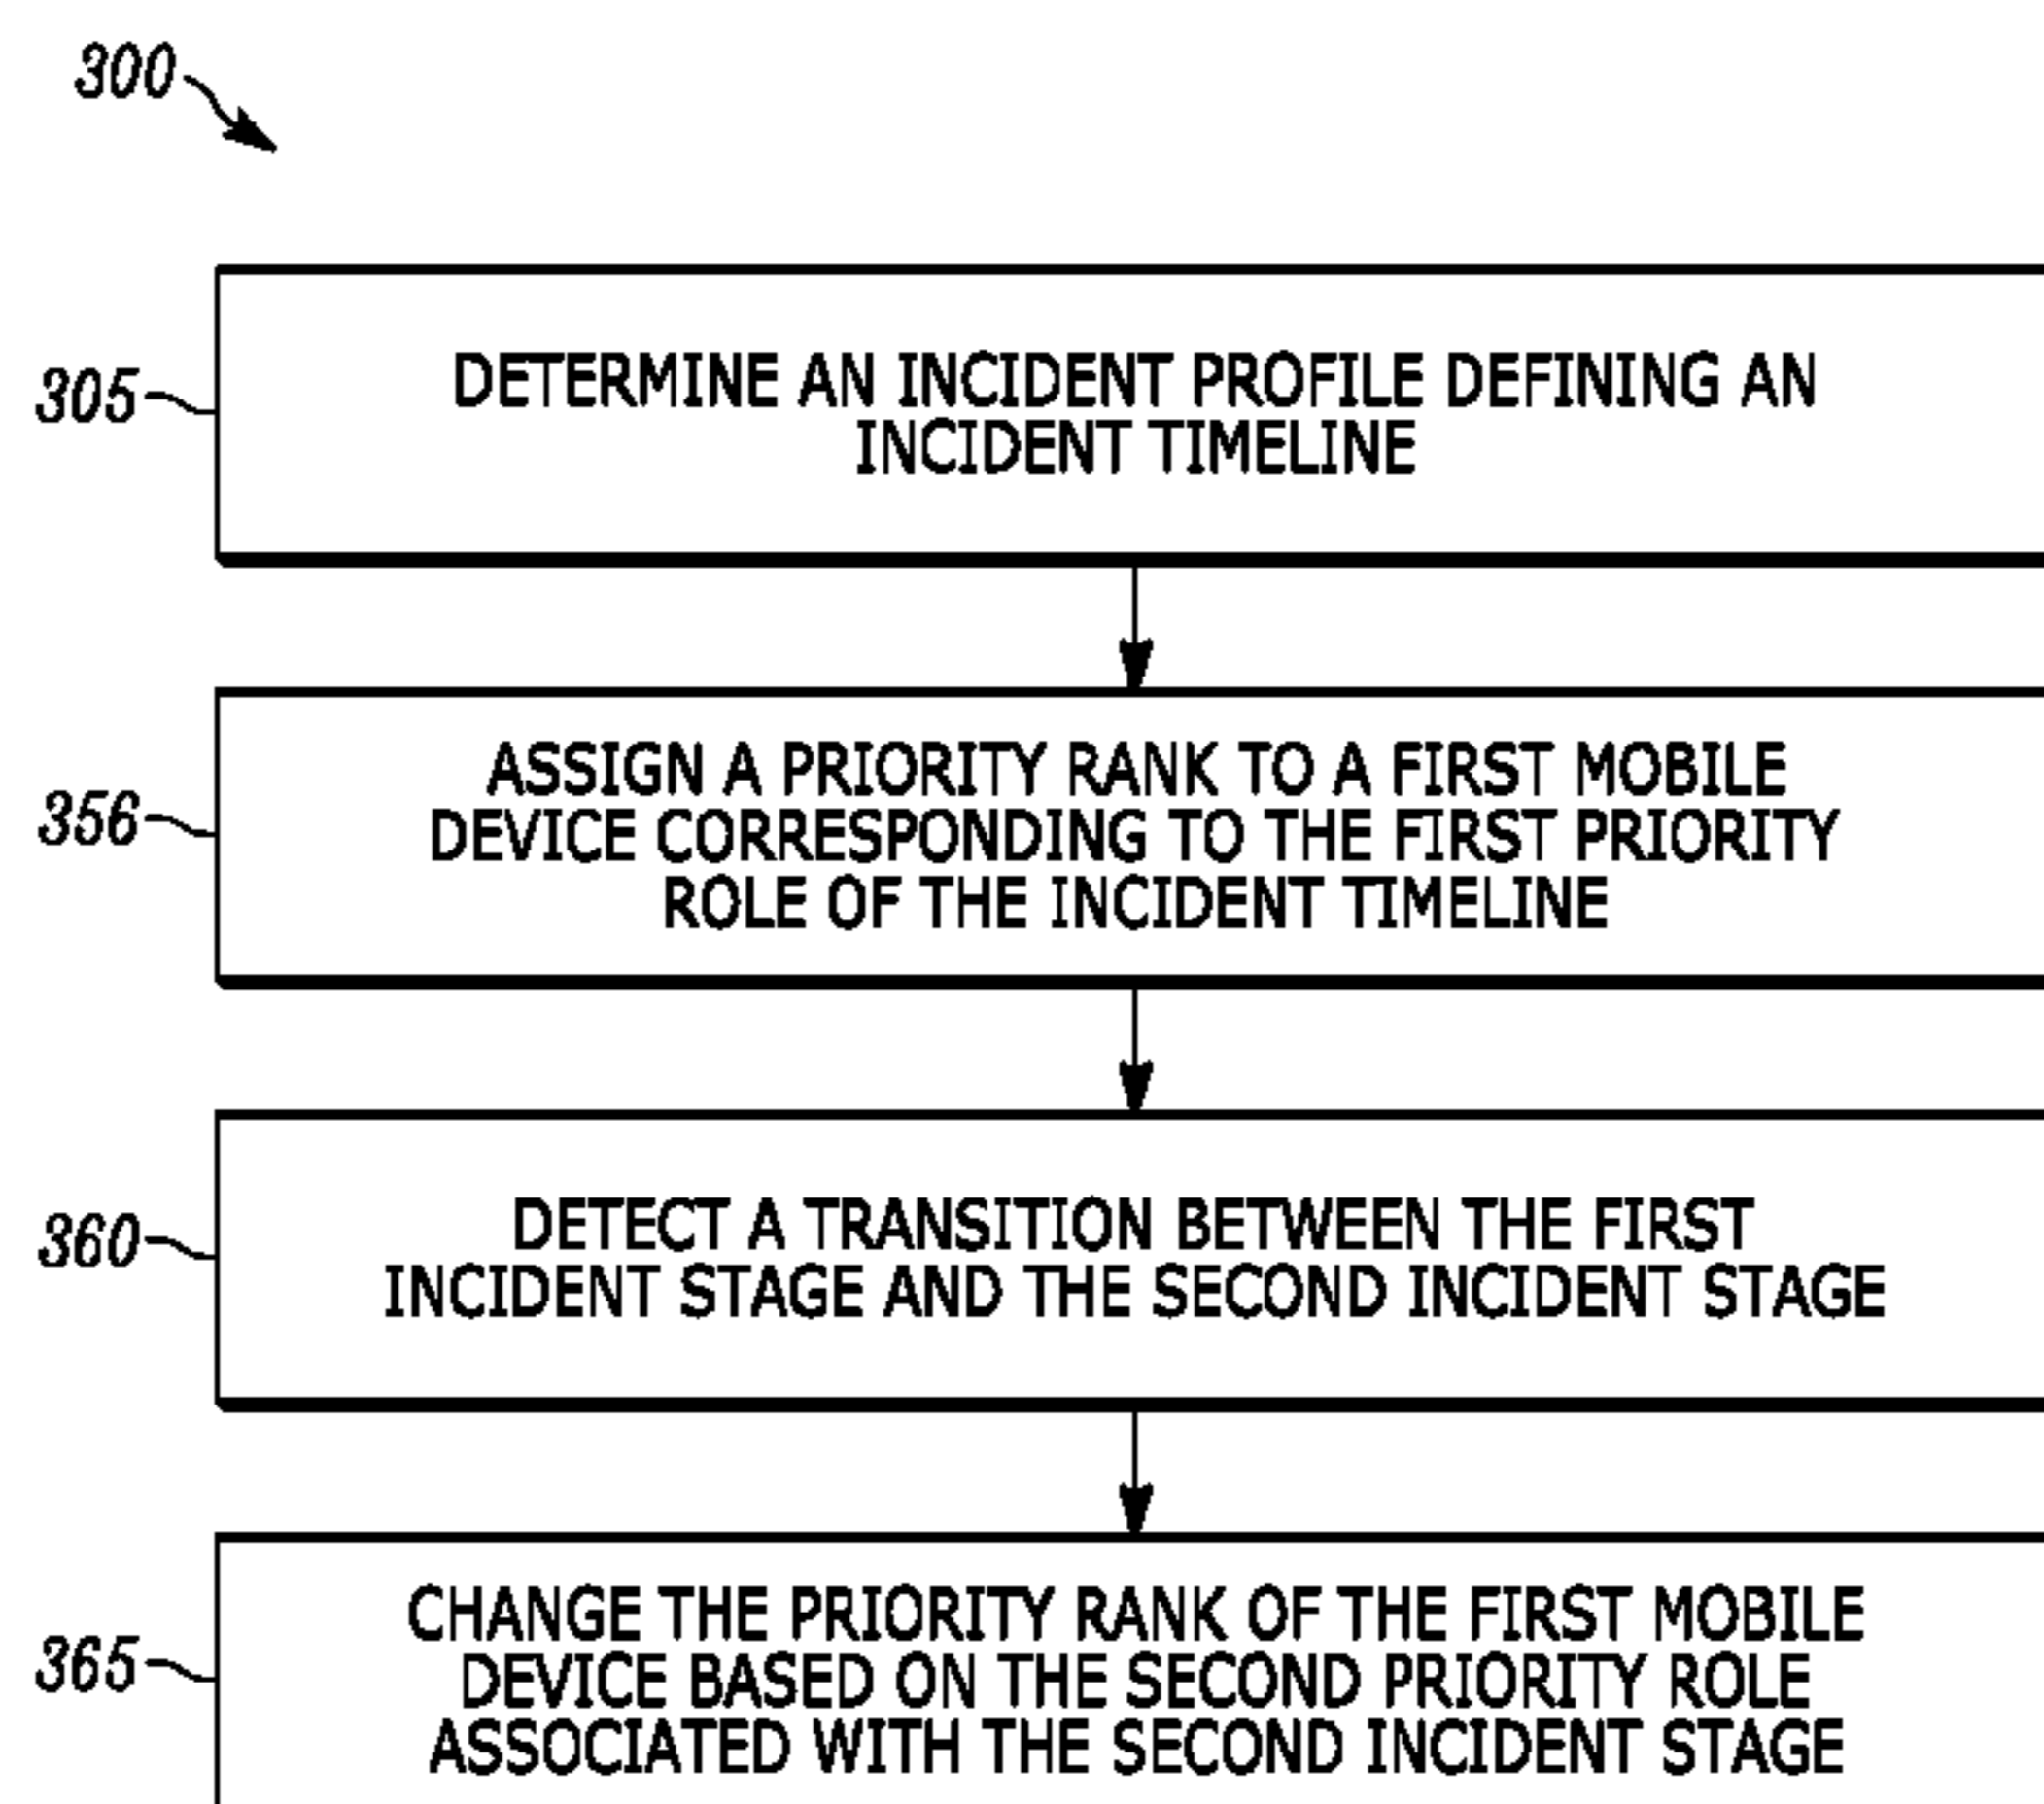 300
305
DETERMINE AN INCIDENT PROFILE DEFINING AN
INCIDENT TIMELINE
356
ASSIGN A PRIORITY RANK TO A FIRST MOBILE
DEVICE CORRESPONDING TO THE FIRST PRIORITY
ROLE OF THE INCIDENT TIMELINE
360
DETECT A TRANSITION BETWEEN THE FIRST
INCIDENT STAGE AND THE SECOND INCIDENT STAGE
365
CHANGE THE PRIORITY RANK OF THE FIRST MOBILE
DEVICE BASED ON THE SECOND PRIORITY ROLE
ASSOCIATED WITH THE SECOND INCIDENT STAGE